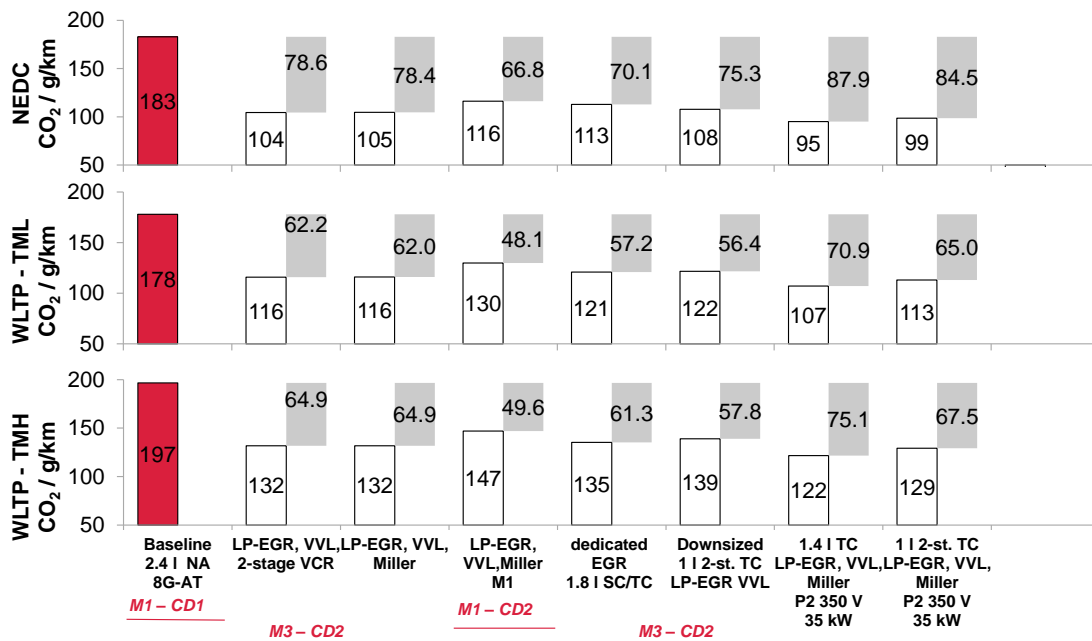 200
150
100
50
NEDC
CO₂ / g/km
183
78.6
104
78.4
105
66.8
116
70.1
113
75.3
108
87.9
95
84.5
99
200
150
100
50
WLTP - TML
CO₂ / g/km
178
62.2
116
62.0
116
48.1
130
57.2
121
56.4
122
70.9
107
65.0
113
200
150
100
50
WLTP - TMH
CO₂ / g/km
197
64.9
132
64.9
132
49.6
147
61.3
135
57.8
139
75.1
122
67.5
129
Baseline
2.4 l NA
8G-AT
LP-EGR, VVL,
2-stage VCR
LP-EGR, VVL,
Miller
LP-EGR,
VVL,Miller
M1
dedicated
EGR
1.8 l SC/TC
Downsized
1 l 2-st. TC
LP-EGR VVL
1.4 l TC
LP-EGR, VVL,
Miller
P2 350 V
35 kW
1 l 2-st. TC
LP-EGR, VVL,
Miller
P2 350 V
35 kW
M1 – CD1
M3 – CD2
M1 – CD2
M3 – CD2